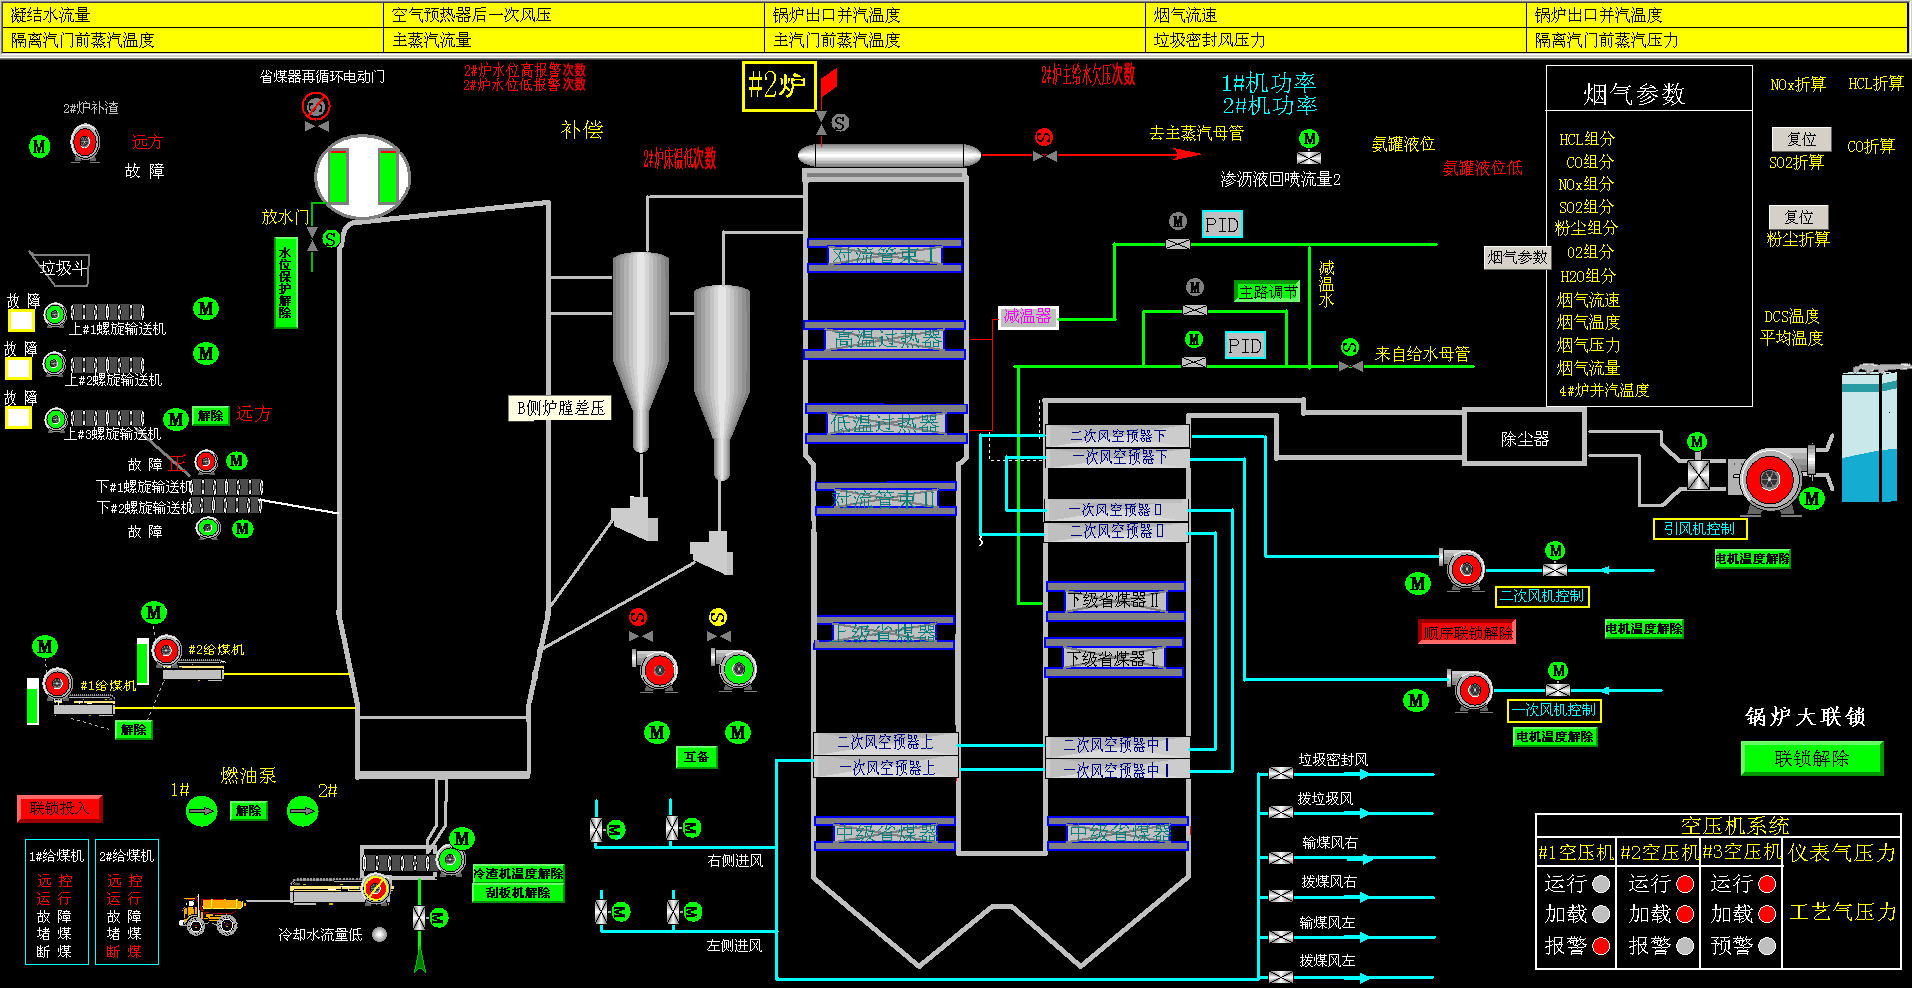 凝结水流量
空气预热器后一次风压
锅炉出口并汽温度
烟气流速
锅炉出口并汽温度
隔离汽门前蒸汽温度
主蒸汽流量
主汽门前蒸汽温度
垃圾密封风压力
隔离汽门前蒸汽压力
省煤器再循环电动门
2#炉水位高报警次数
2#炉水位低报警次数
#2炉
2#炉主给水欠压次数
1#机功率
2#机功率
烟气参数
NOx折算
HCL折算
2#炉补渣
远方
故 障
M
补偿
2#炉床温低次数
S
去主蒸汽母管
M
渗沥液回喷流量2
氨罐液位
氨罐液位低
HCL组分
CO组分
NOx组分
SO2组分
粉尘组分
O2组分
H2O组分
烟气流速
烟气温度
烟气压力
烟气流量
4#炉并汽温度
复位
SO2折算
CO折算
复位
粉尘折算
烟气参数
DCS温度
平均温度
放水门
S
水位保护解除
垃圾斗
故 障
上#1螺旋输送机
M
故 障
上#2螺旋输送机
M
故 障
上#3螺旋输送机
M
解除
远方
故 障
M
下#1螺旋输送机
下#2螺旋输送机
故 障
M
B侧炉膛差压
对流管束Ⅰ
高温过热器
低温过热器
对流管束Ⅱ
上级省煤器
二次风空预器上
一次风空预器上
中级省煤器
减温器
M
PID
M
主路调节
减温水
M
PID
S
来自给水母管
二次风空预器下
一次风空预器下
一次风空预器
二次风空预器
下级省煤器Ⅱ
下级省煤器Ⅰ
二次风空预器中Ⅰ
一次风空预器中Ⅰ
中级省煤器
除尘器
M
M
引风机控制
电机温度解除
M
M
二次风机控制
顺序联锁解除
电机温度解除
M
M
一次风机控制
电机温度解除
锅炉大联锁
联锁解除
M
#2给煤机
M
#1给煤机
解除
S
S
M
M
互备
燃油泵
1#
解除
2#
联锁投入
1#给煤机
远 控
运 行
故 障
堵 煤
断 煤
2#给煤机
远 控
运 行
故 障
堵 煤
断 煤
M
冷渣机温度解除
刮板机解除
M
冷却水流量低
M
M
右侧进风
M
M
左侧进风
垃圾密封风
拨垃圾风
输煤风右
拨煤风右
输煤风左
拨煤风左
空压机系统
#1空压机
#2空压机
#3空压机
仪表气压力
运行
运行
运行
加载
加载
加载
工艺气压力
报警
报警
预警